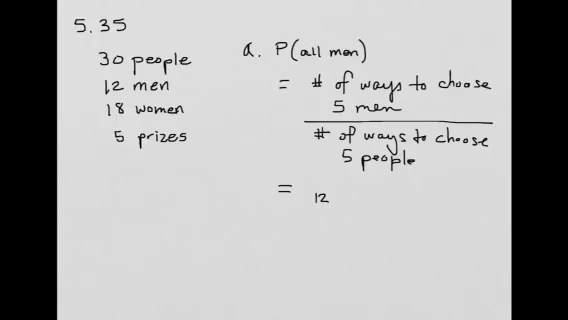 5.35
30 people
12 men
18 women
5 prizes
a. P(all men)
= # of ways to choose
5 men
# of ways to choose
5 people
=
12